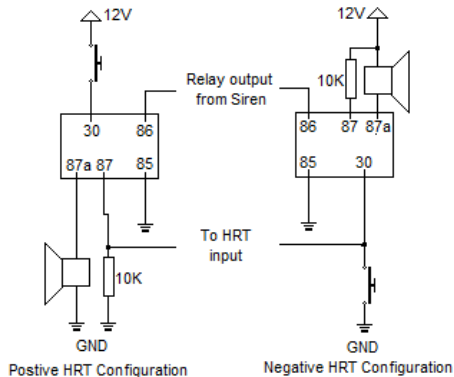 12V
30
86
87a 87
85
10K
GND
Postive HRT Configuration
Relay output
from Siren
To HRT
input
12V
10K
86
87
87a
85
30
GND
Negative HRT Configuration